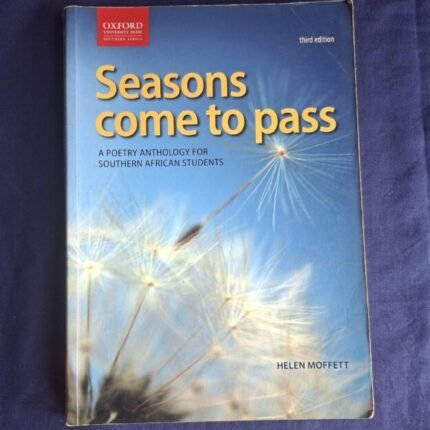 OXFORD
UNIVERSITY PRESS
SOUTHERN AFRICA
third edition
Seasons
come to pass
A POETRY ANTHOLOGY FOR
SOUTHERN AFRICAN STUDENTS
HELEN MOFFETT